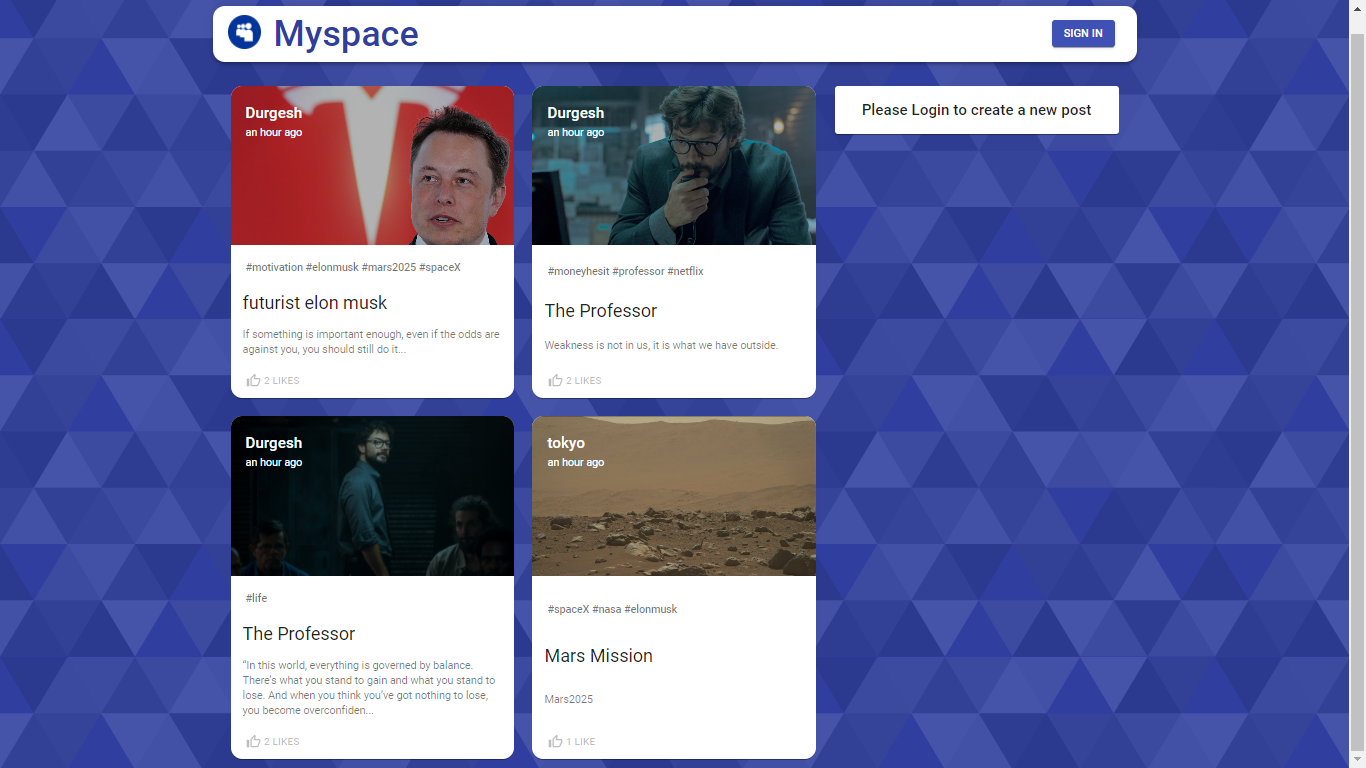 Myspace
SIGN IN
Durgesh
an hour ago
#motivation #elonmusk #mars2025 #spaceX
futurist elon musk
If something is important enough, even if the odds are
against you, you should still do it...
2 LIKES
Durgesh
an hour ago
#moneyhesit #professor #netflix
The Professor
Weakness is not in us, it is what we have outside.
2 LIKES
Please Login to create a new post
Durgesh
an hour ago
#life
The Professor
“In this world, everything is governed by balance.
There’s what you stand to gain and what you stand to
lose. And when you think you’ve got nothing to lose,
you become overconfiden...
2 LIKES
tokyo
an hour ago
#spaceX #nasa #elonmusk
Mars Mission
Mars2025
1 LIKE